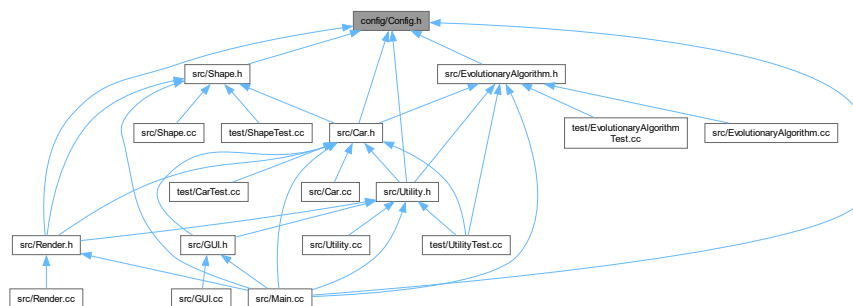 config/Config.h
src/Shape.h
src/EvolutionaryAlgorithm.h
src/Shape.cc
test/ShapeTest.cc
src/Car.h
test/EvolutionaryAlgorithm
Test.cc
src/EvolutionaryAlgorithm.cc
test/CarTest.cc
src/Car.cc
src/Utility.h
src/Render.h
src/GUI.h
src/Utility.cc
test/UtilityTest.cc
src/Render.cc
src/GUI.cc
src/Main.cc